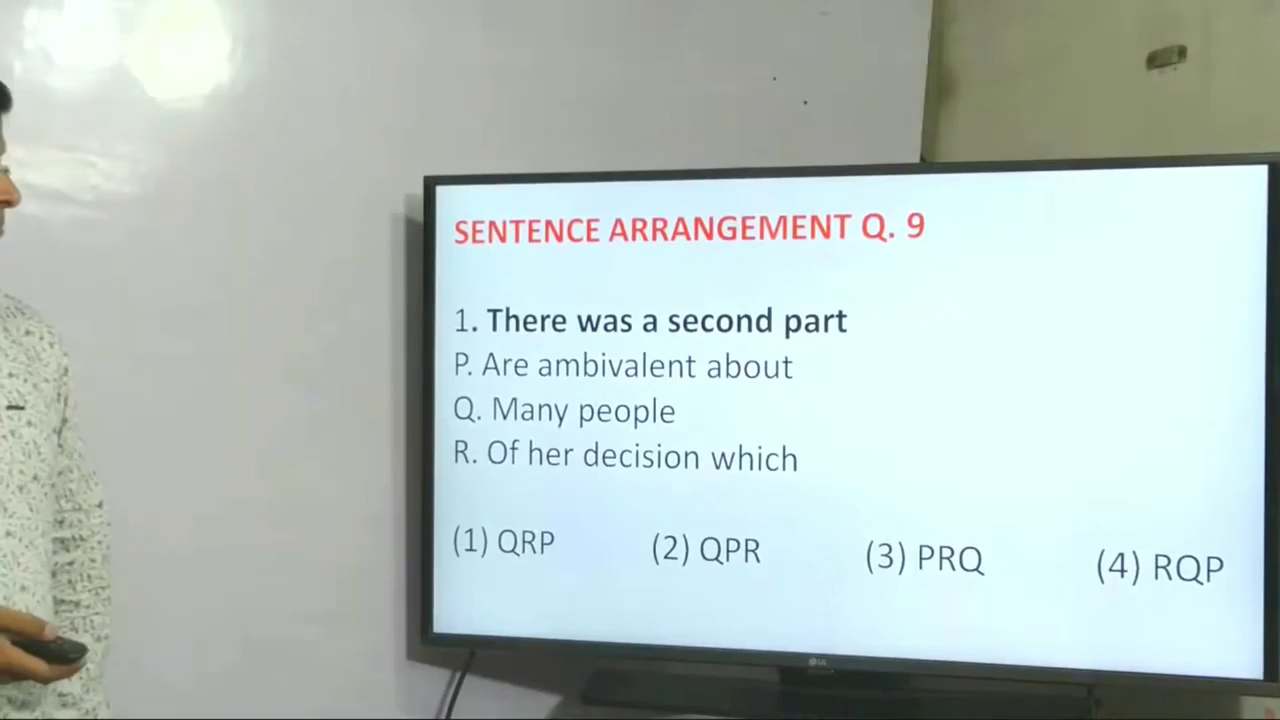 SENTENCE ARRANGEMENT Q. 9
1. There was a second part
P. Are ambivalent about
Q. Many people
R. Of her decision which
(1) QRP (2) QPR (3) PRQ (4) RQP
LG